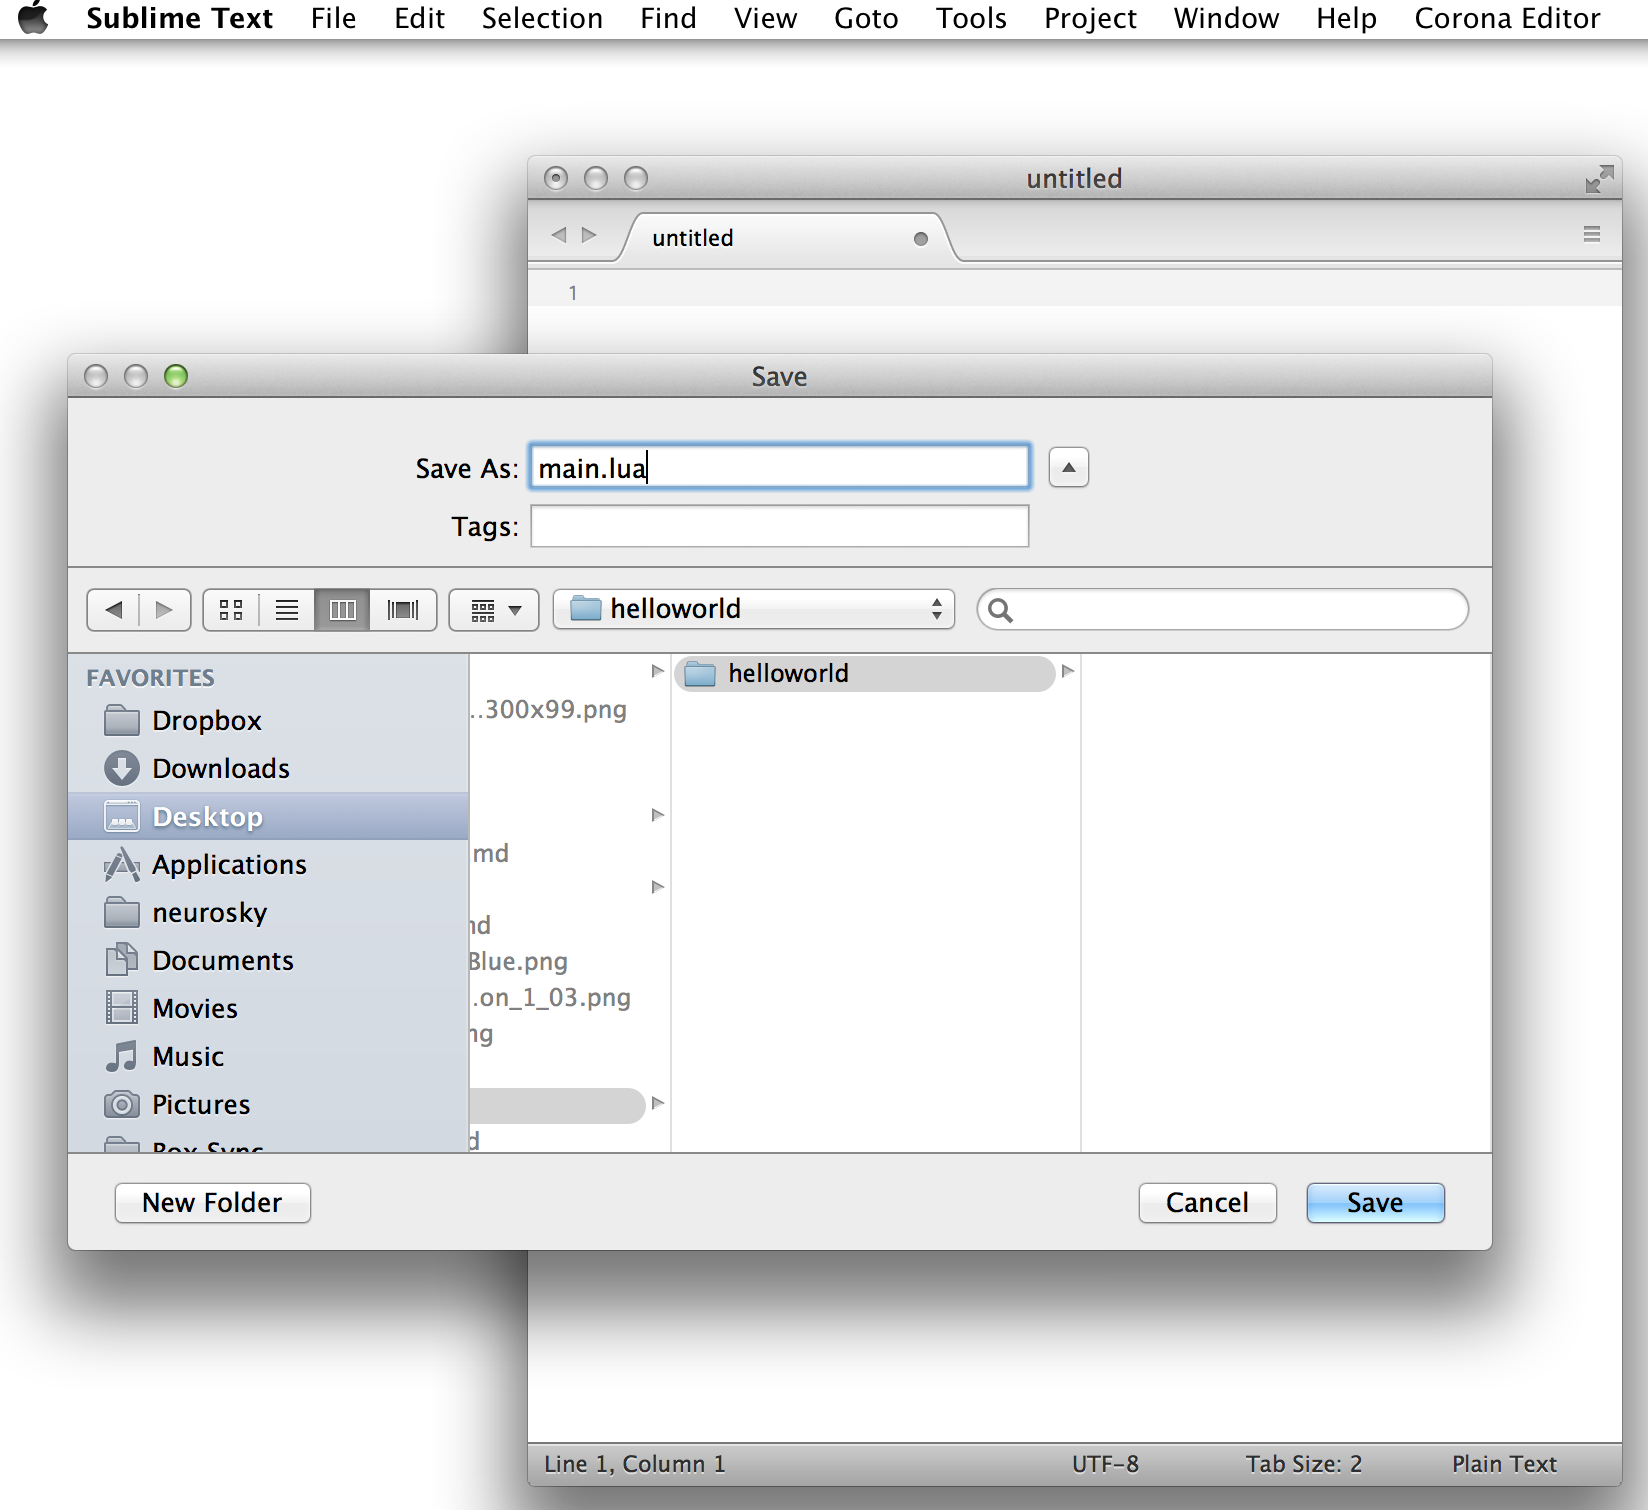 Sublime Text File Edit Selection Find View Goto Tools Project Window Help Corona Editor
untitled
untitled
1
Save
Save As: main.lua
Tags:
helloworld
FAVORITES
Dropbox
Downloads
Desktop
Applications
neurosky
Documents
Movies
Music
Pictures
Box Sync
..300x99.png
md
nd
Blue.png
..on_1_03.png
ng
d
helloworld
New Folder Cancel Save
Line 1, Column 1 UTF-8 Tab Size: 2 Plain Text